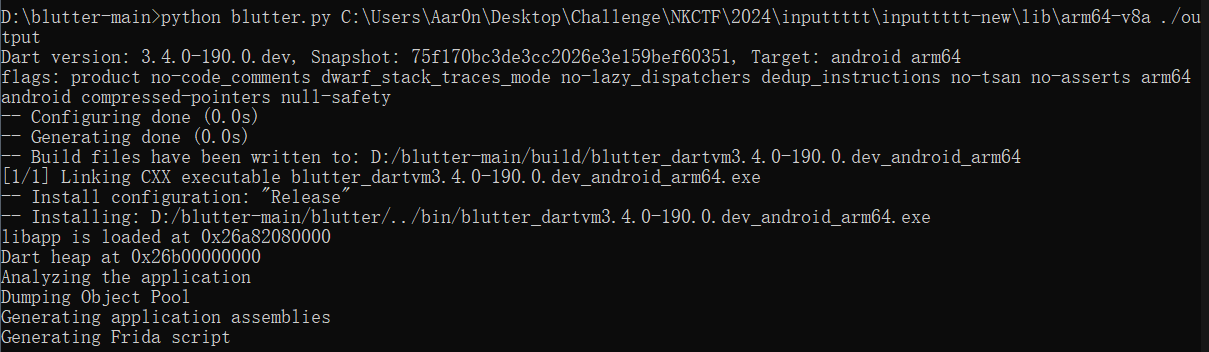 D:\blutter-main>python blutter.py C:\Users\Aar0n\Desktop\Challenge\NKCTF\2024\inputtttt\inputtttt-new\lib\arm64-v8a ./ou
tput
Dart version: 3.4.0-190.0.dev, Snapshot: 75f170bc3de3cc2026e3e159bef60351, Target: android arm64
flags: product no-code_comments dwarf_stack_traces_mode no-lazy_dispatchers dedup_instructions no-tsan no-asserts arm64
android compressed-pointers null-safety
-- Configuring done (0.0s)
-- Generating done (0.0s)
-- Build files have been written to: D:/blutter-main/build/blutter_dartvm3.4.0-190.0.dev_android_arm64
[1/1] Linking CXX executable blutter_dartvm3.4.0-190.0.dev_android_arm64.exe
-- Install configuration: "Release"
-- Installing: D:/blutter-main/blutter/../bin/blutter_dartvm3.4.0-190.0.dev_android_arm64.exe
libapp is loaded at 0x26a82080000
Dart heap at 0x26b00000000
Analyzing the application
Dumping Object Pool
Generating application assemblies
Generating Frida script